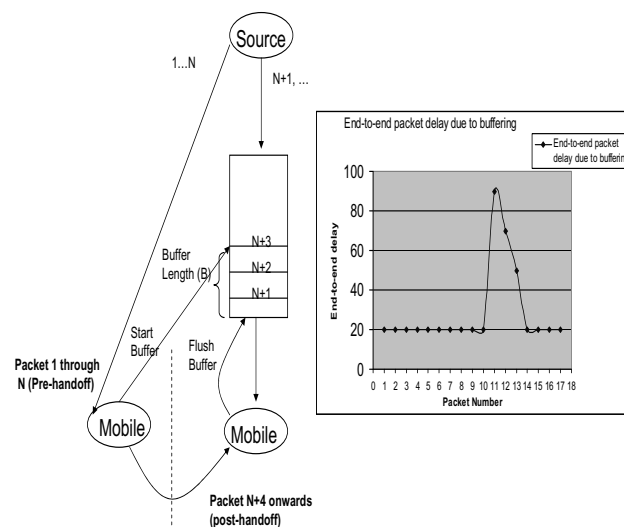 Source
1…N
N+1, …
N+3
N+2
N+1
Buffer
Length (B)
Start
Buffer
Flush
Buffer
Packet 1 through
N (Pre-handoff)
Mobile
Mobile
Packet N+4 onwards
(post-handoff)
End-to-end packet delay due to buffering
End-to-end packet
delay due to buffering
End-to-end delay
100
80
60
40
20
0
0 1 2 3 4 5 6 7 8 9 10 11 12 13 14 15 16 17 18
Packet Number